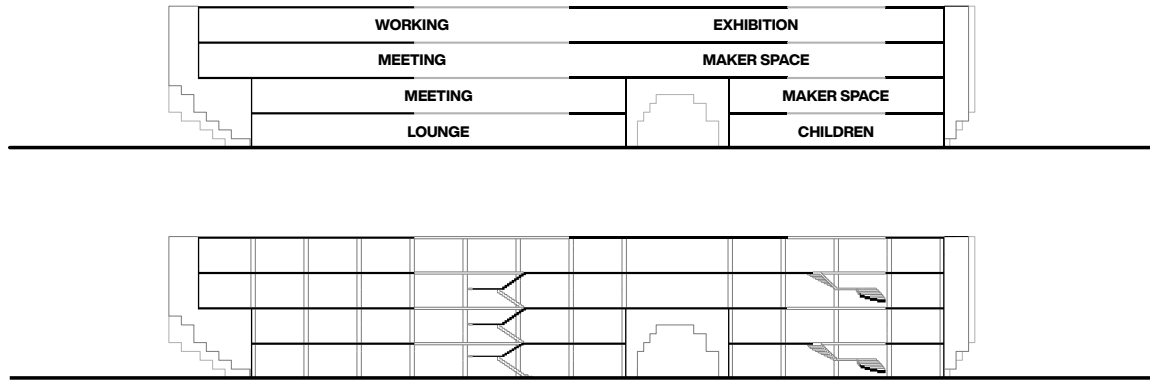 WORKING EXHIBITION
MEETING MAKER SPACE
MEETING MAKER SPACE
LOUNGE CHILDREN